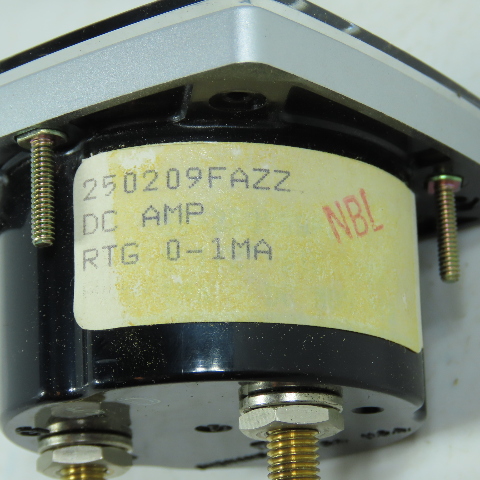 250209FAZZ
DC AMP
RTG 0-1MA
NBL